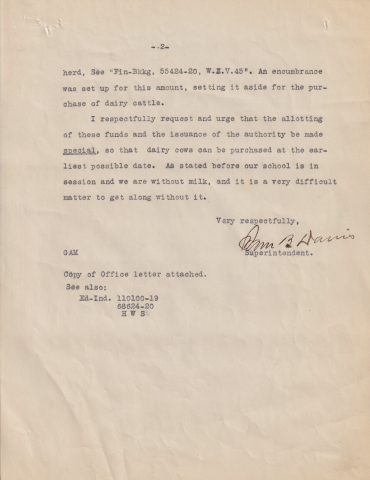 --2-
herd, See "Fin-Bkkg, 55424-20, W.E.V.45". An encumbrance
was set up for this amount, setting it aside for the pur-
chase of dairy cattle.
I respectfully request and urge that the allotting
of these funds and the issuance of the authority be made
special, so that dairy cows can be purchased at the ear-
liest possible date. As stated before our school is in
session and we are without milk, and it is a very difficult
matter to get along without it.
Very respectfully,
B Davis
GAM Superintendent.
Copy of Office letter attached.
See also:
Ed-Ind. 110100-19
68624-20
H W S